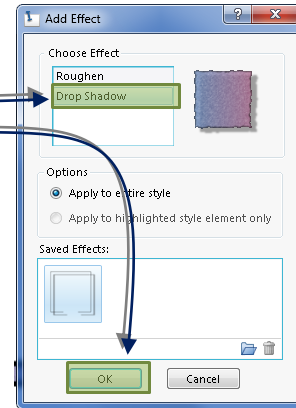 Add Effect
Choose Effect
Roughen
Drop Shadow
Options
Apply to entire style
Apply to highlighted style element only
Saved Effects:
OK
Cancel